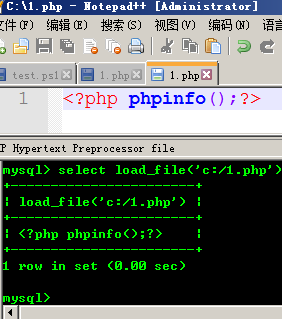 C:\1.php - Notepad++ [Administrator]
文件(F) 编辑(E) 搜索(S) 视图(V) 编码(N) 语言
test.ps1 1.php 1.php
1 <?php phpinfo();?>
P Hypertext Preprocessor file
mysql> select load_file('c:/1.php')
+-----------------------+
| load_file('c:/1.php') |
+-----------------------+
| <?php phpinfo();?>    |
+-----------------------+
1 row in set (0.00 sec)
mysql>